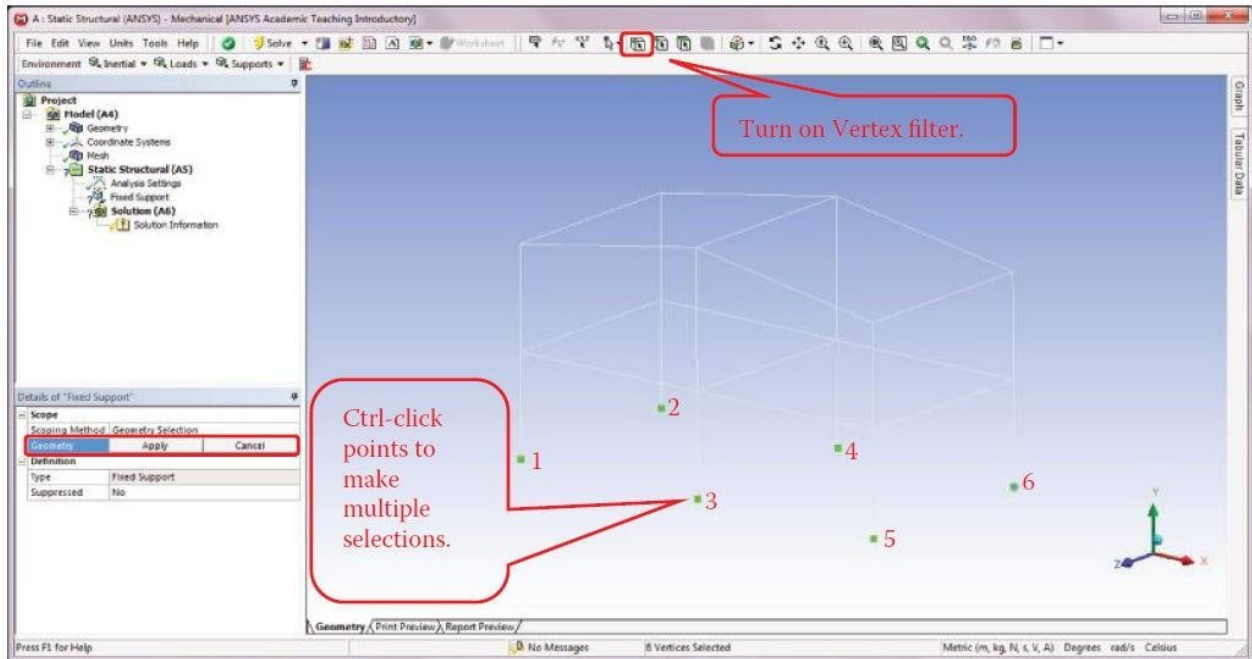 A : Static Structural (ANSYS) - Mechanical [ANSYS Academic Teaching Introductory]
File Edit View Units Tools Help Solve Worksheet
Environment Inertial Loads Supports
Outline
Project
Model (A4)
Geometry
Coordinate Systems
Mesh
Static Structural (A5)
Analysis Settings
Fixed Support
Solution (A6)
Solution Information
Turn on Vertex filter.
Graph
Tabular Data
Details of "Fixed Support"
Scope
Scoping Method Geometry Selection
Geometry Apply Cancel
Definition
Type Fixed Support
Suppressed No
Ctrl-click
points to
make
multiple
selections.
1
2
3
4
5
6
Y
X
Z
Geometry Print Preview Report Preview
Press F1 for Help
No Messages
6 Vertices Selected
Metric (m, kg, N, s, V, A) Degrees rad/s Celsius